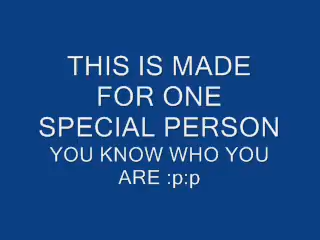 THIS IS MADE
FOR ONE
SPECIAL PERSON
YOU KNOW WHO YOU
ARE :p:p